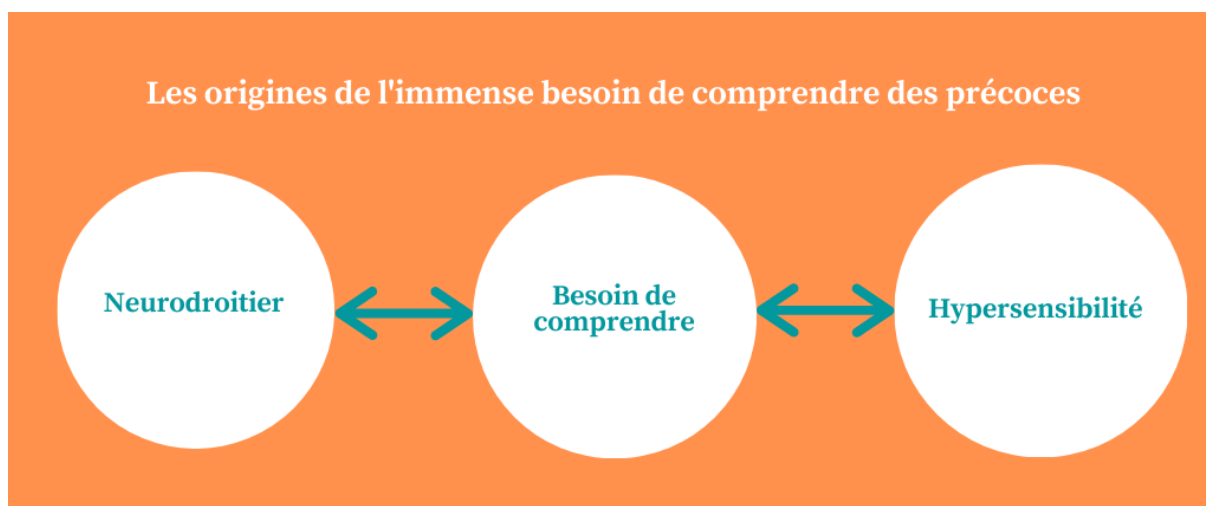 Les origines de l'immense besoin de comprendre des précoces
Neurodroitier
Besoin de
comprendre
Hypersensibilité